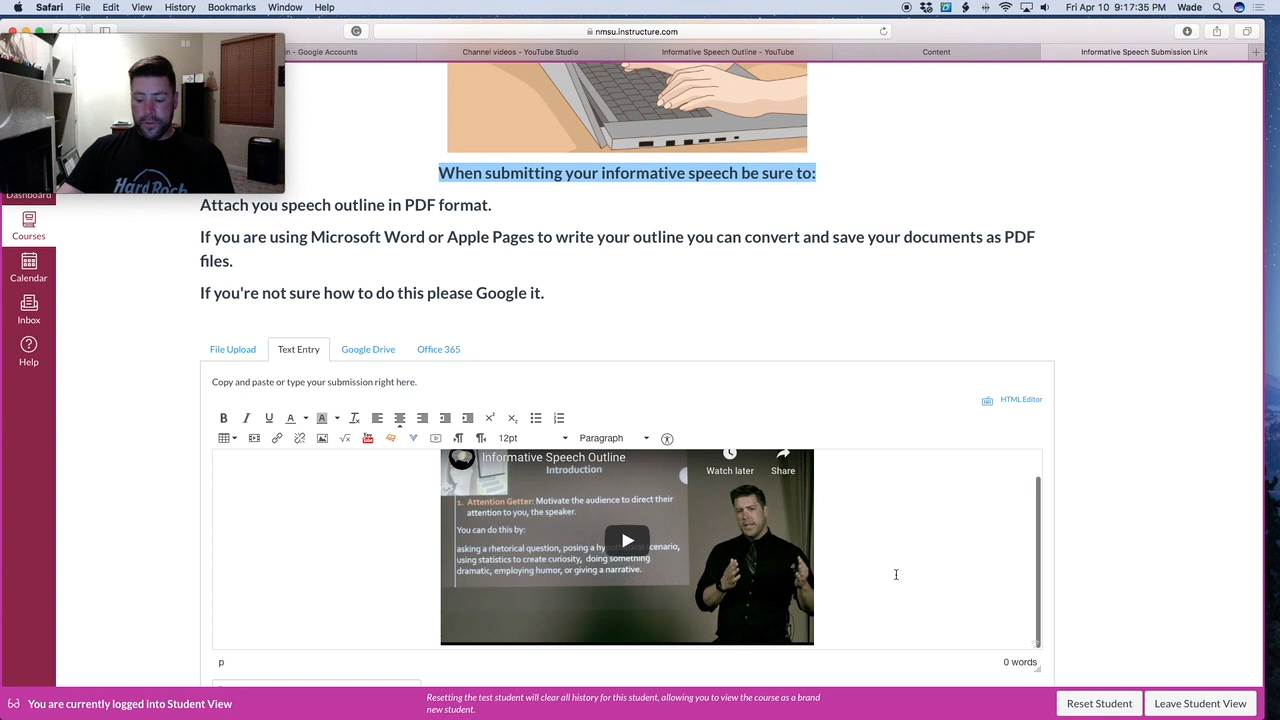 Safari File Edit View History Bookmarks Window Help Fri Apr 10 9:17:35 PM Wade
nmsu.instructure.com
n - Google Accounts Channel videos - YouTube Studio Informative Speech Outline - YouTube Content Informative Speech Submission Link
Hard Rock
Dashboard
Courses
Calendar
Inbox
Help
When submitting your informative speech be sure to:
Attach you speech outline in PDF format.
If you are using Microsoft Word or Apple Pages to write your outline you can convert and save your documents as PDF
files.
If you're not sure how to do this please Google it.
File Upload Text Entry Google Drive Office 365
Copy and paste or type your submission right here.
HTML Editor
12pt Paragraph
Informative Speech Outline
Watch later Share
Introduction
1. Attention Getter: Motivate the audience to direct their
attention to you, the speaker.
You can do this by:
asking a rhetorical question, posing a scenario,
using statistics to create curiosity, doing something
dramatic, employing humor, or giving a narrative.
p 0 words
You are currently logged into Student View
Resetting the test student will clear all history for this student, allowing you to view the course as a brand
new student.
Reset Student Leave Student View